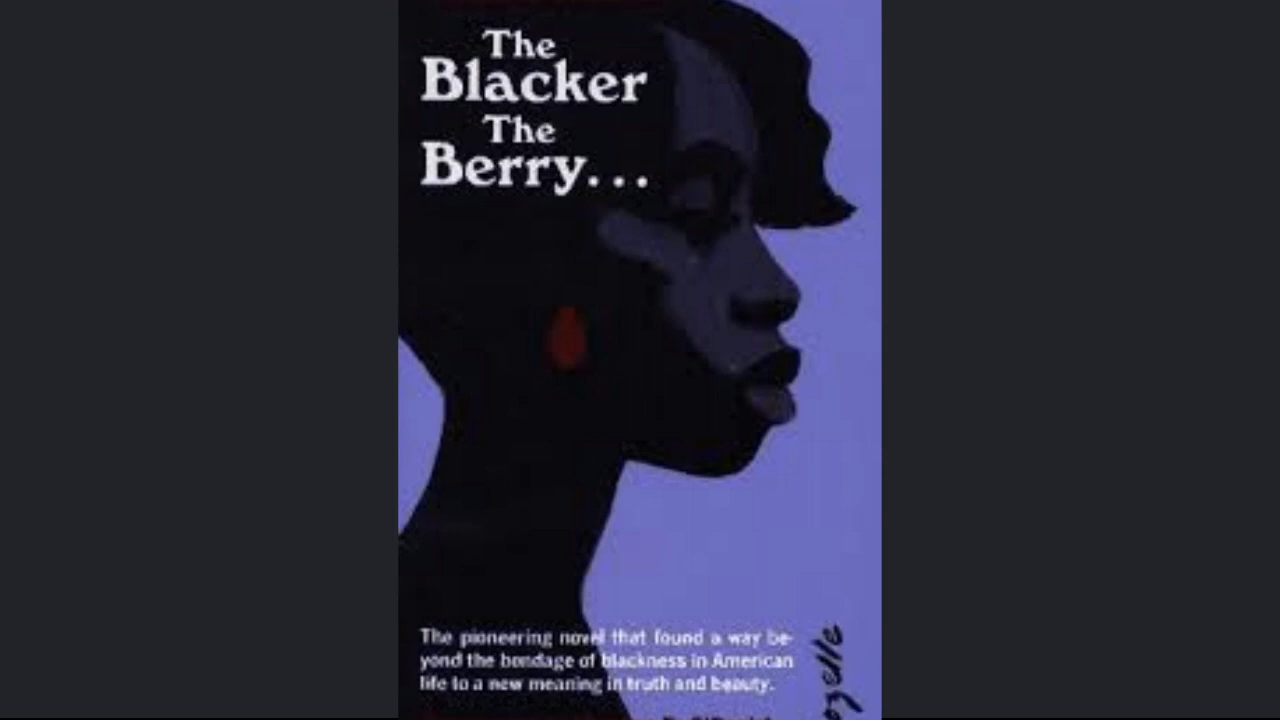 The
Blacker
The
Berry...
The pioneering novel that found a way be-
yond the bondage of blackness in American
life to a new meaning in truth and beauty.